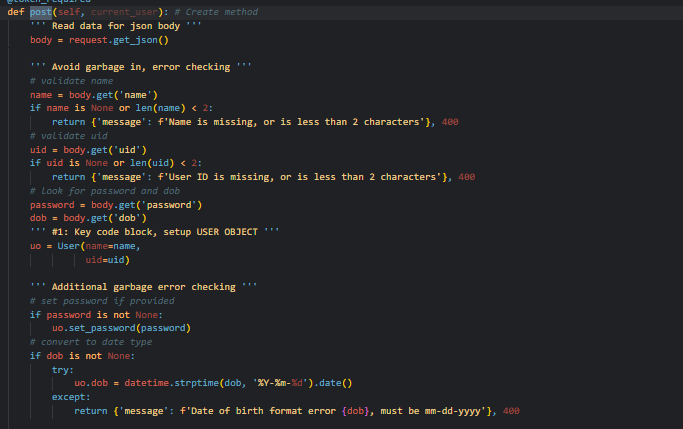 @token_required
def post(self, current_user): # Create method
''' Read data for json body '''
body = request.get_json()
''' Avoid garbage in, error checking '''
# validate name
name = body.get('name')
if name is None or len(name) < 2:
return {'message': f'Name is missing, or is less than 2 characters'}, 400
# validate uid
uid = body.get('uid')
if uid is None or len(uid) < 2:
return {'message': f'User ID is missing, or is less than 2 characters'}, 400
# look for password and dob
password = body.get('password')
dob = body.get('dob')
''' #1: Key code block, setup USER OBJECT '''
uo = User(name=name,
uid=uid)
''' Additional garbage error checking '''
# set password if provided
if password is not None:
uo.set_password(password)
# convert to date type
if dob is not None:
try:
uo.dob = datetime.strptime(dob, '%Y-%m-%d').date()
except:
return {'message': f'Date of birth format error {dob}, must be mm-dd-yyyy'}, 400